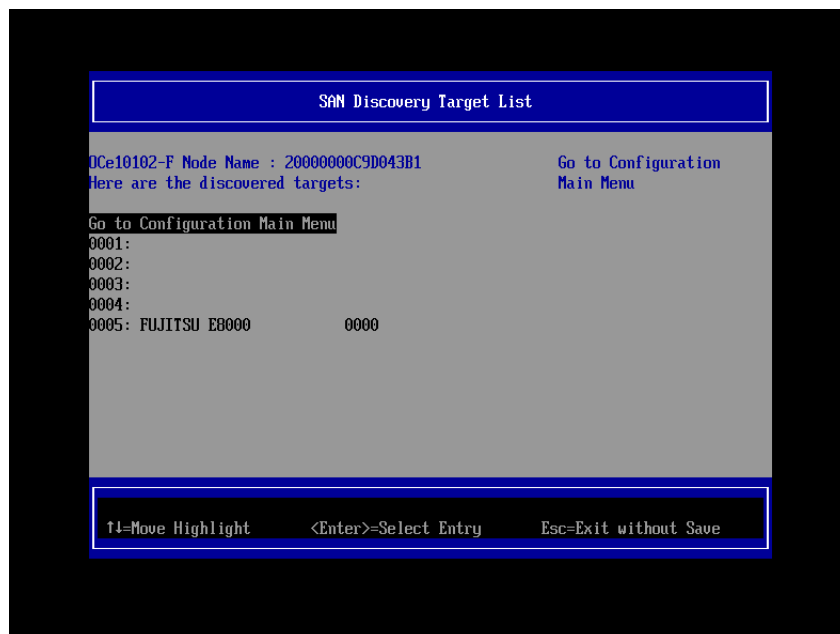 SAN Discovery Target List
OCe10102-F Node Name : 20000000C9D043B1
Here are the discovered targets:
Go to Configuration
Main Menu
Go to Configuration Main Menu
0001:
0002:
0003:
0004:
0005: FUJITSU E8000 0000
↑↓=Move Highlight <Enter>=Select Entry Esc=Exit without Save